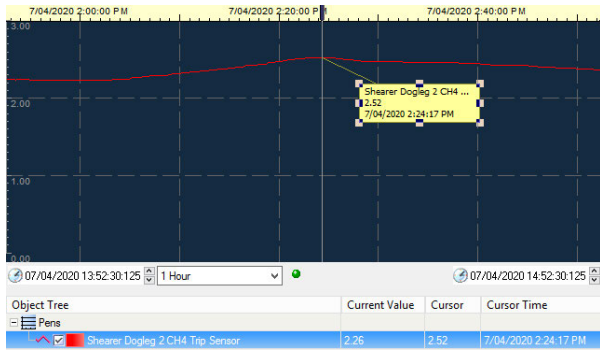 7/04/2020 2:00:00 PM 7/04/2020 2:20:00 P 7/04/2020 2:40:00 PM
3.00
Shearer Dogleg 2 CH4 ...
2.52
7/04/2020 2:24:17 PM
2.00
1.00
0.00
07/04/2020 13:52:30:125 1 Hour 07/04/2020 14:52:30:125
Object Tree Current Value Cursor Cursor Time
Pens
Shearer Dogleg 2 CH4 Trip Sensor 2.26 2.52 7/04/2020 2:24:17 PM